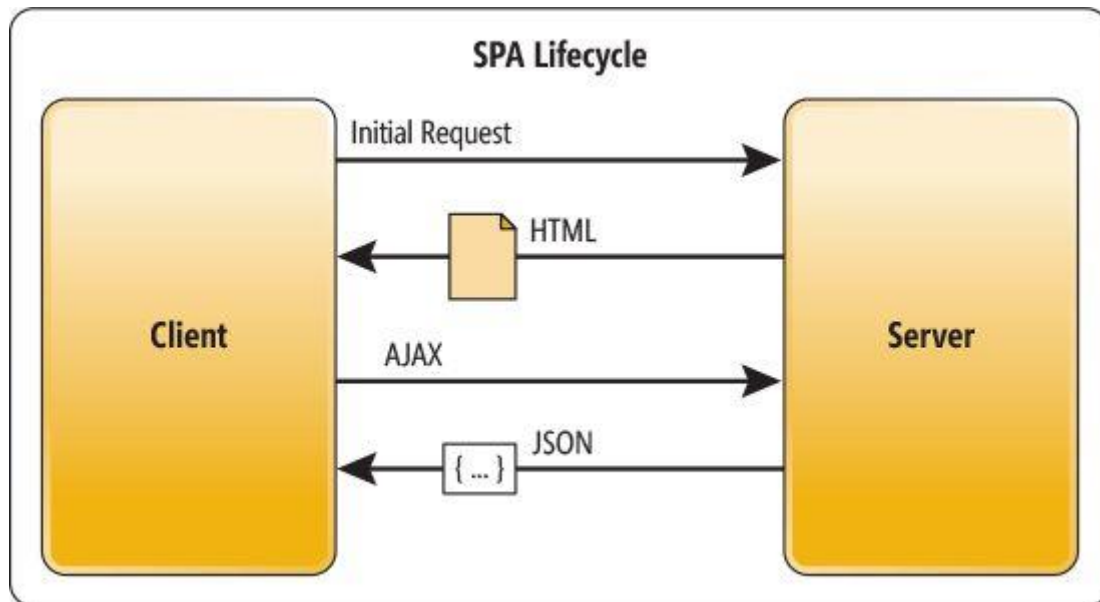 SPA Lifecycle
Initial Request
HTML
Client
Server
AJAX
JSON
{ ... }